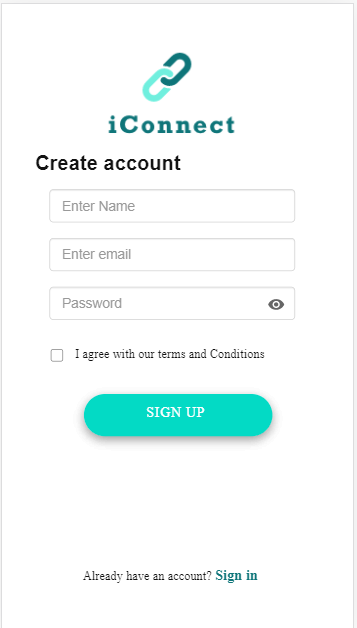 iConnect
Create account
Enter Name
Enter email
Password
I agree with our terms and Conditions
SIGN UP
Already have an account? Sign in